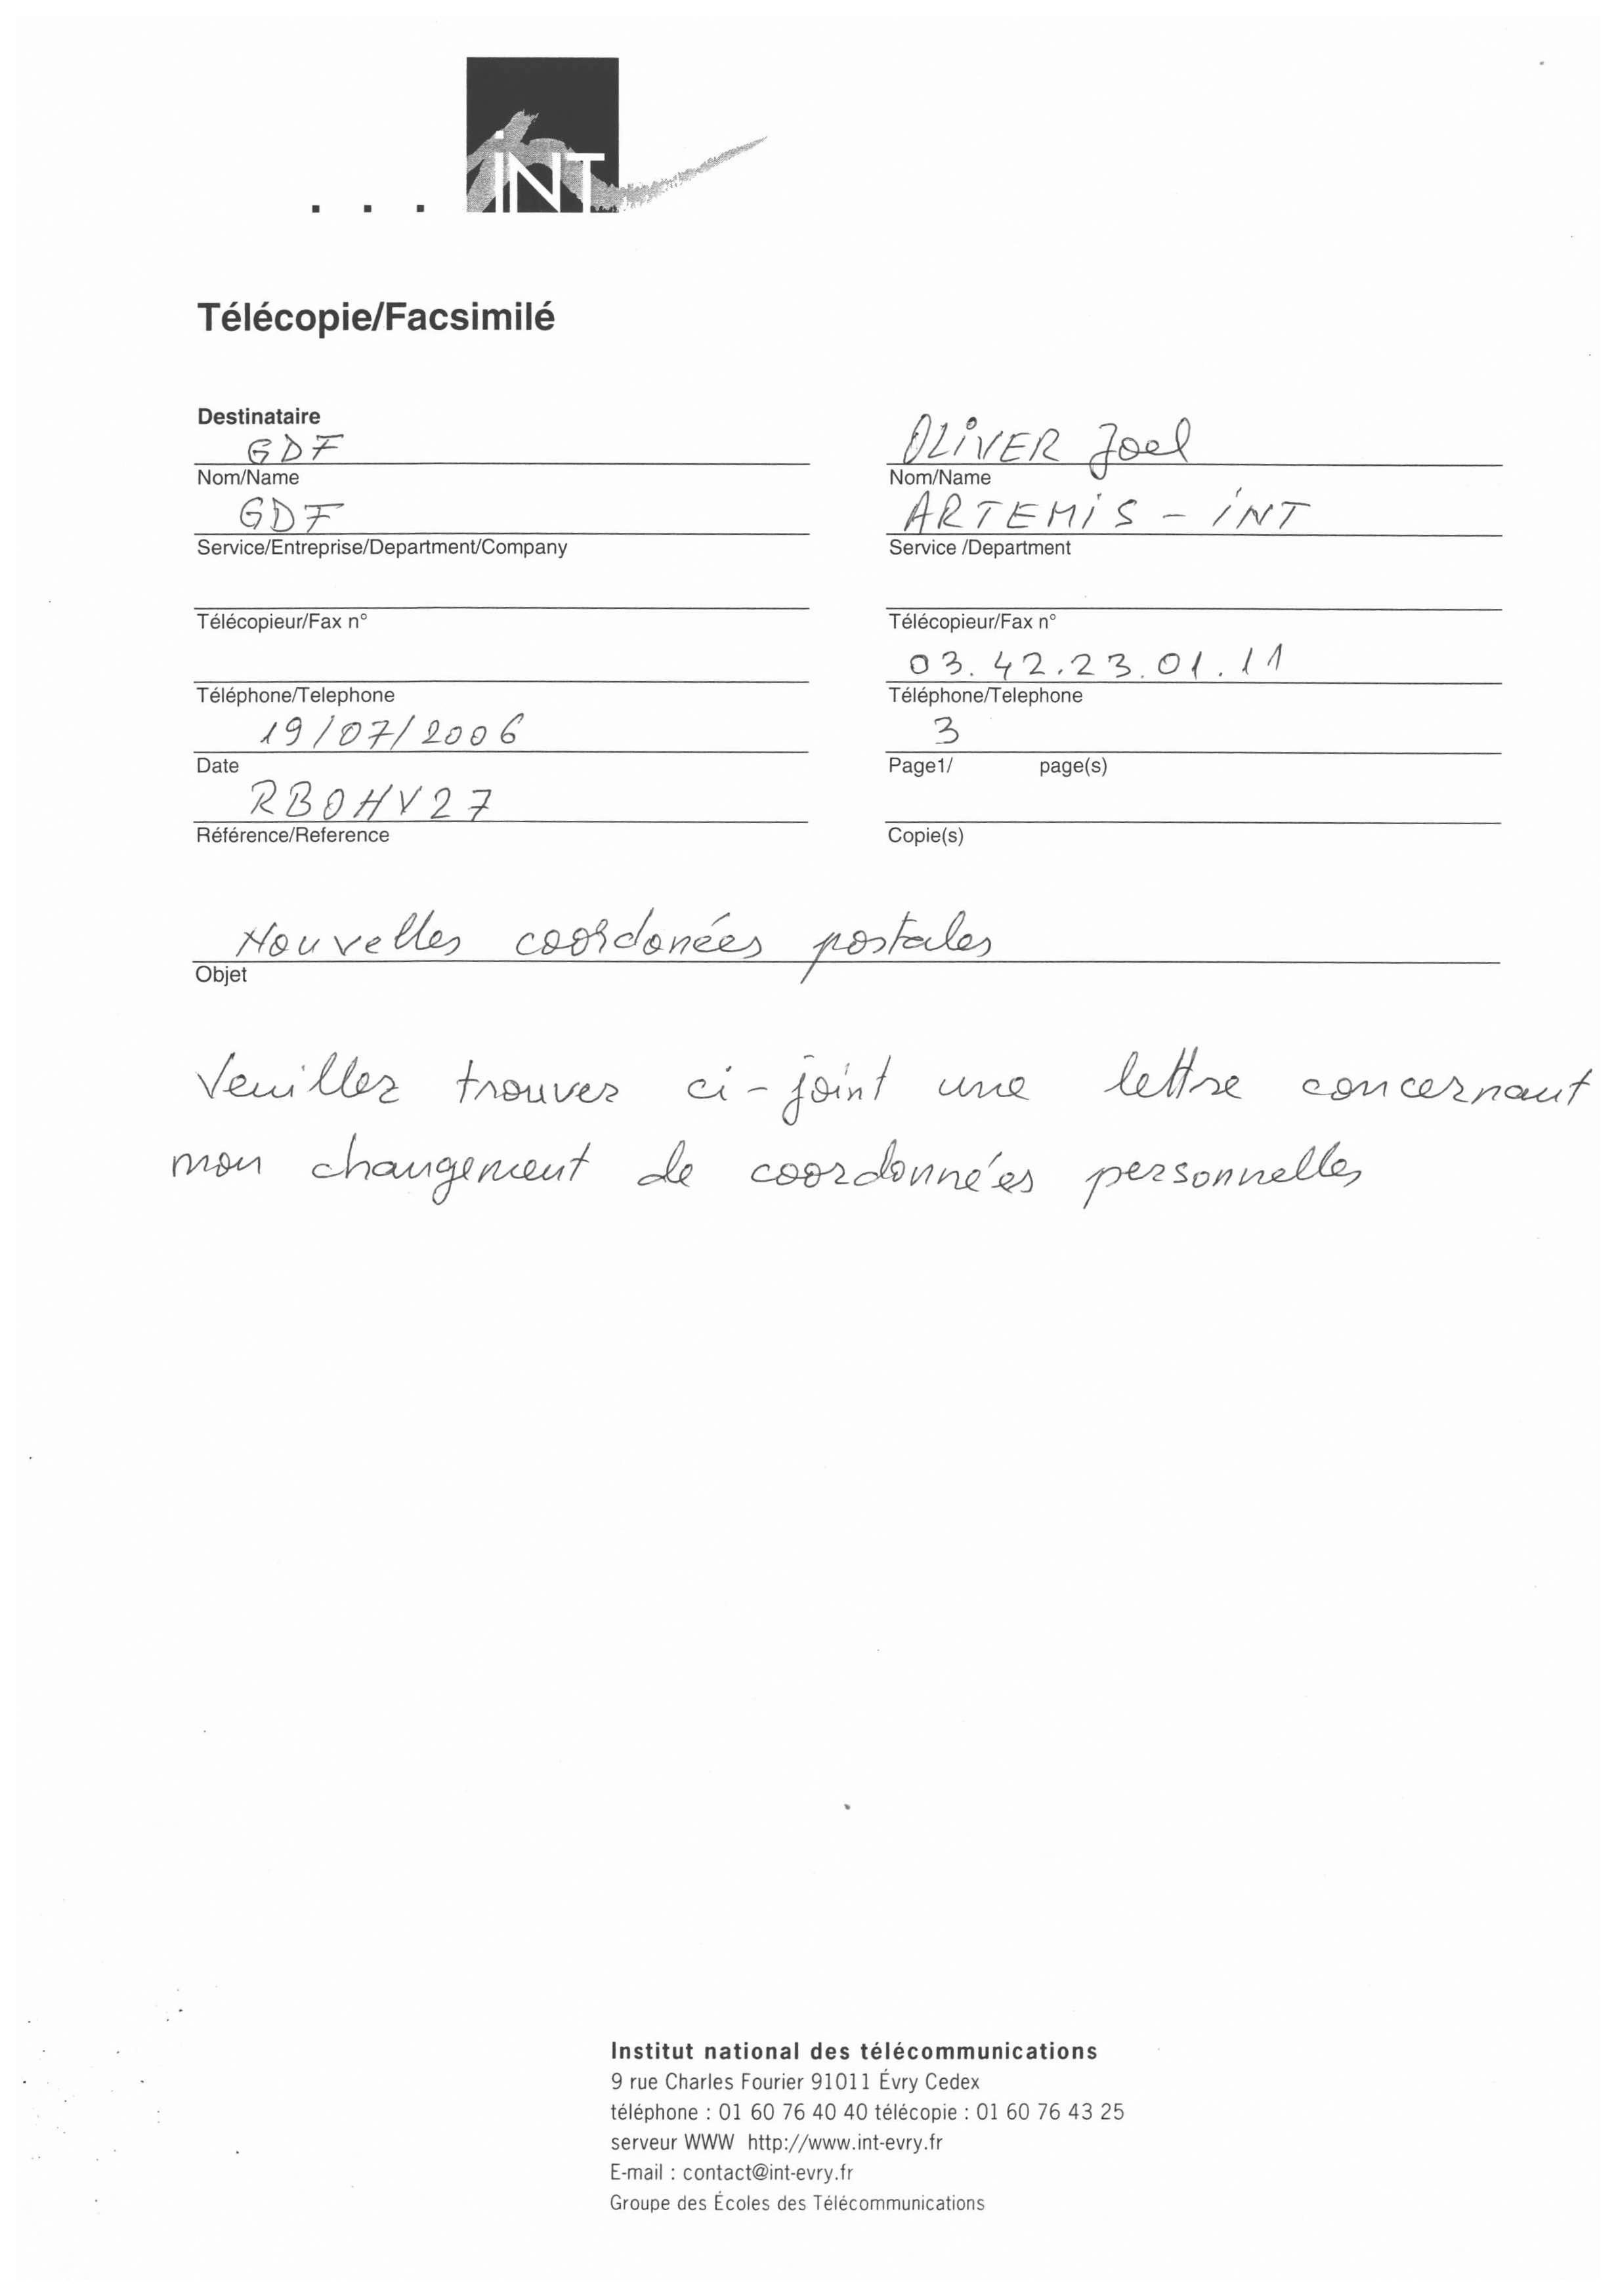 iNT
Télécopie/Facsimilé
Destinataire
GDF
Nom/Name
GDF
Service/Entreprise/Department/Company
Télécopieur/Fax n°
Téléphone/Telephone
19/07/2006
Date
RBOHV27
Référence/Reference
OLiVER Joel
Nom/Name
ARTEMiS - iNT
Service /Department
Télécopieur/Fax n°
03.42.23.01.11
Téléphone/Telephone
3
Page1/ page(s)
Copie(s)
Nouvelles coordonées postales
Objet
Veuillez trouver ci-joint une lettre concernant
mon changement de coordonnées personnelles
Institut national des télécommunications
9 rue Charles Fourier 91011 Évry Cedex
téléphone : 01 60 76 40 40 télécopie : 01 60 76 43 25
serveur WWW http://www.int-evry.fr
E-mail : contact@int-evry.fr
Groupe des Écoles des Télécommunications